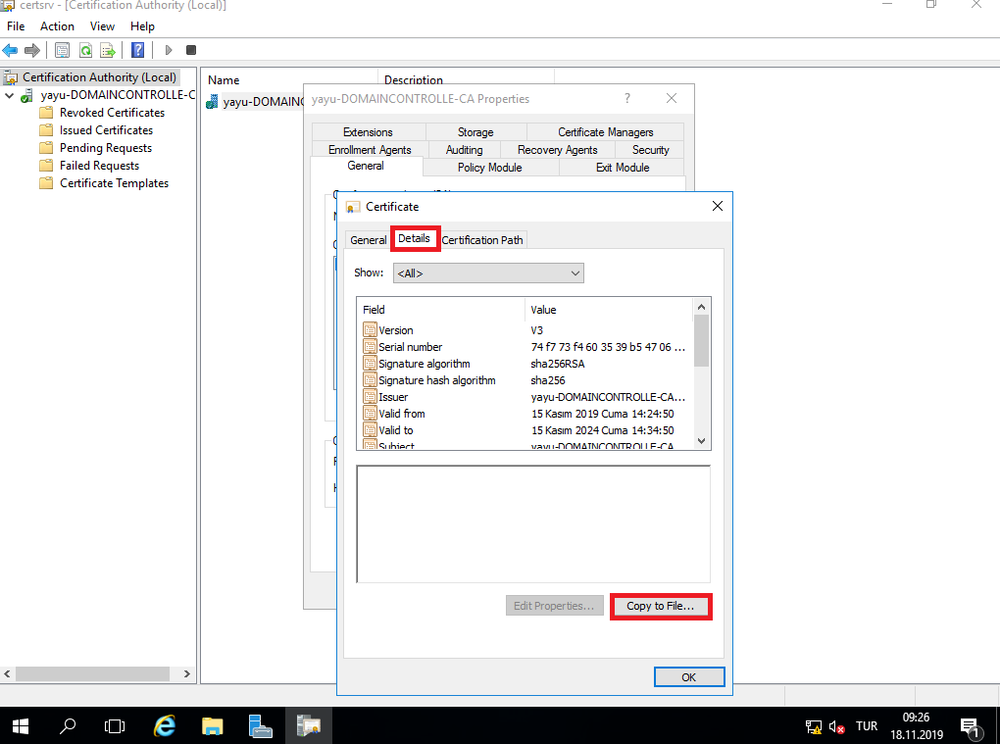 certsrv - [Certification Authority (Local)]
File Action View Help
Certification Authority (Local)
yayu-DOMAINCONTROLLE-C
Revoked Certificates
Issued Certificates
Pending Requests
Failed Requests
Certificate Templates
Name Description
yayu-DOMAINC
yayu-DOMAINCONTROLLE-CA Properties
Extensions Storage Certificate Managers
Enrollment Agents Auditing Recovery Agents Security
General Policy Module Exit Module
Certificate
General Details Certification Path
Show: <All>
Field Value
Version V3
Serial number 74 f7 73 f4 60 35 39 b5 47 06 ...
Signature algorithm sha256RSA
Signature hash algorithm sha256
Issuer yayu-DOMAINCONTROLLE-CA...
Valid from 15 Kasım 2019 Cuma 14:24:50
Valid to 15 Kasım 2024 Cuma 14:34:50
Subject yayu-DOMAINCONTROLLE-CA
Edit Properties...
Copy to File...
OK
TUR
09:26
18.11.2019
1